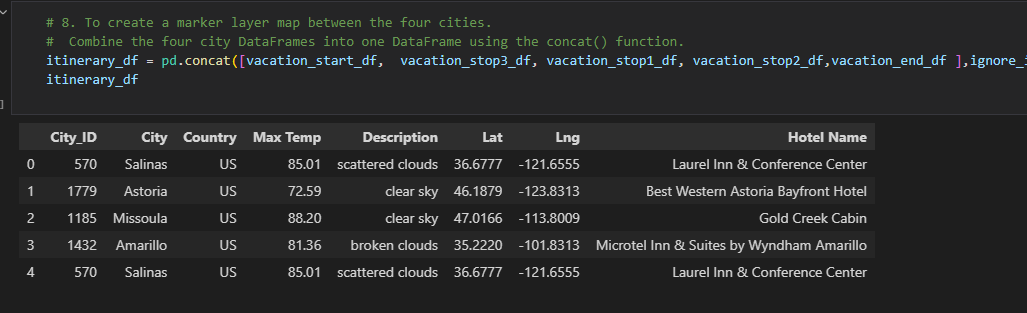 # 8. To create a marker layer map between the four cities.
#  Combine the four city DataFrames into one DataFrame using the concat() function.
itinerary_df = pd.concat([vacation_start_df,  vacation_stop3_df, vacation_stop1_df, vacation_stop2_df,vacation_end_df ],ignore_i
itinerary_df
]
City_ID City Country Max Temp Description Lat Lng Hotel Name
0 570 Salinas US 85.01 scattered clouds 36.6777 -121.6555 Laurel Inn & Conference Center
1 1779 Astoria US 72.59 clear sky 46.1879 -123.8313 Best Western Astoria Bayfront Hotel
2 1185 Missoula US 88.20 clear sky 47.0166 -113.8009 Gold Creek Cabin
3 1432 Amarillo US 81.36 broken clouds 35.2220 -101.8313 Microtel Inn & Suites by Wyndham Amarillo
4 570 Salinas US 85.01 scattered clouds 36.6777 -121.6555 Laurel Inn & Conference Center